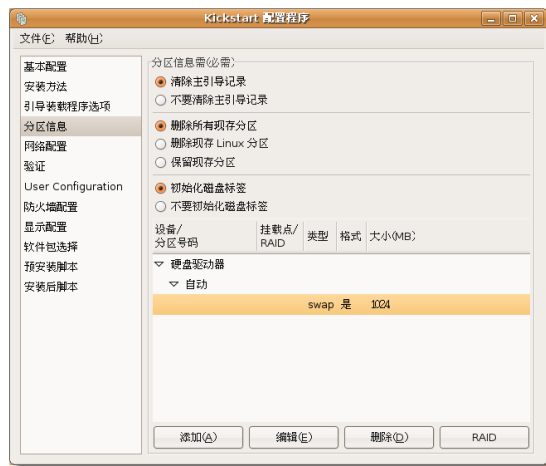 Kickstart 配置程序
文件(F) 帮助(H)
基本配置
安装方法
引导装载程序选项
分区信息
网络配置
验证
User Configuration
防火墙配置
显示配置
软件包选择
预安装脚本
安装后脚本
分区信息需(必需)
清除主引导记录
不要清除主引导记录
删除所有现存分区
删除现存 Linux 分区
保留现存分区
初始化磁盘标签
不要初始化磁盘标签
设备/
分区号码
挂载点/
RAID
类型
格式
大小(MB)
硬盘驱动器
自动
swap 是 1024
添加(A)
编辑(E)
删除(D)
RAID